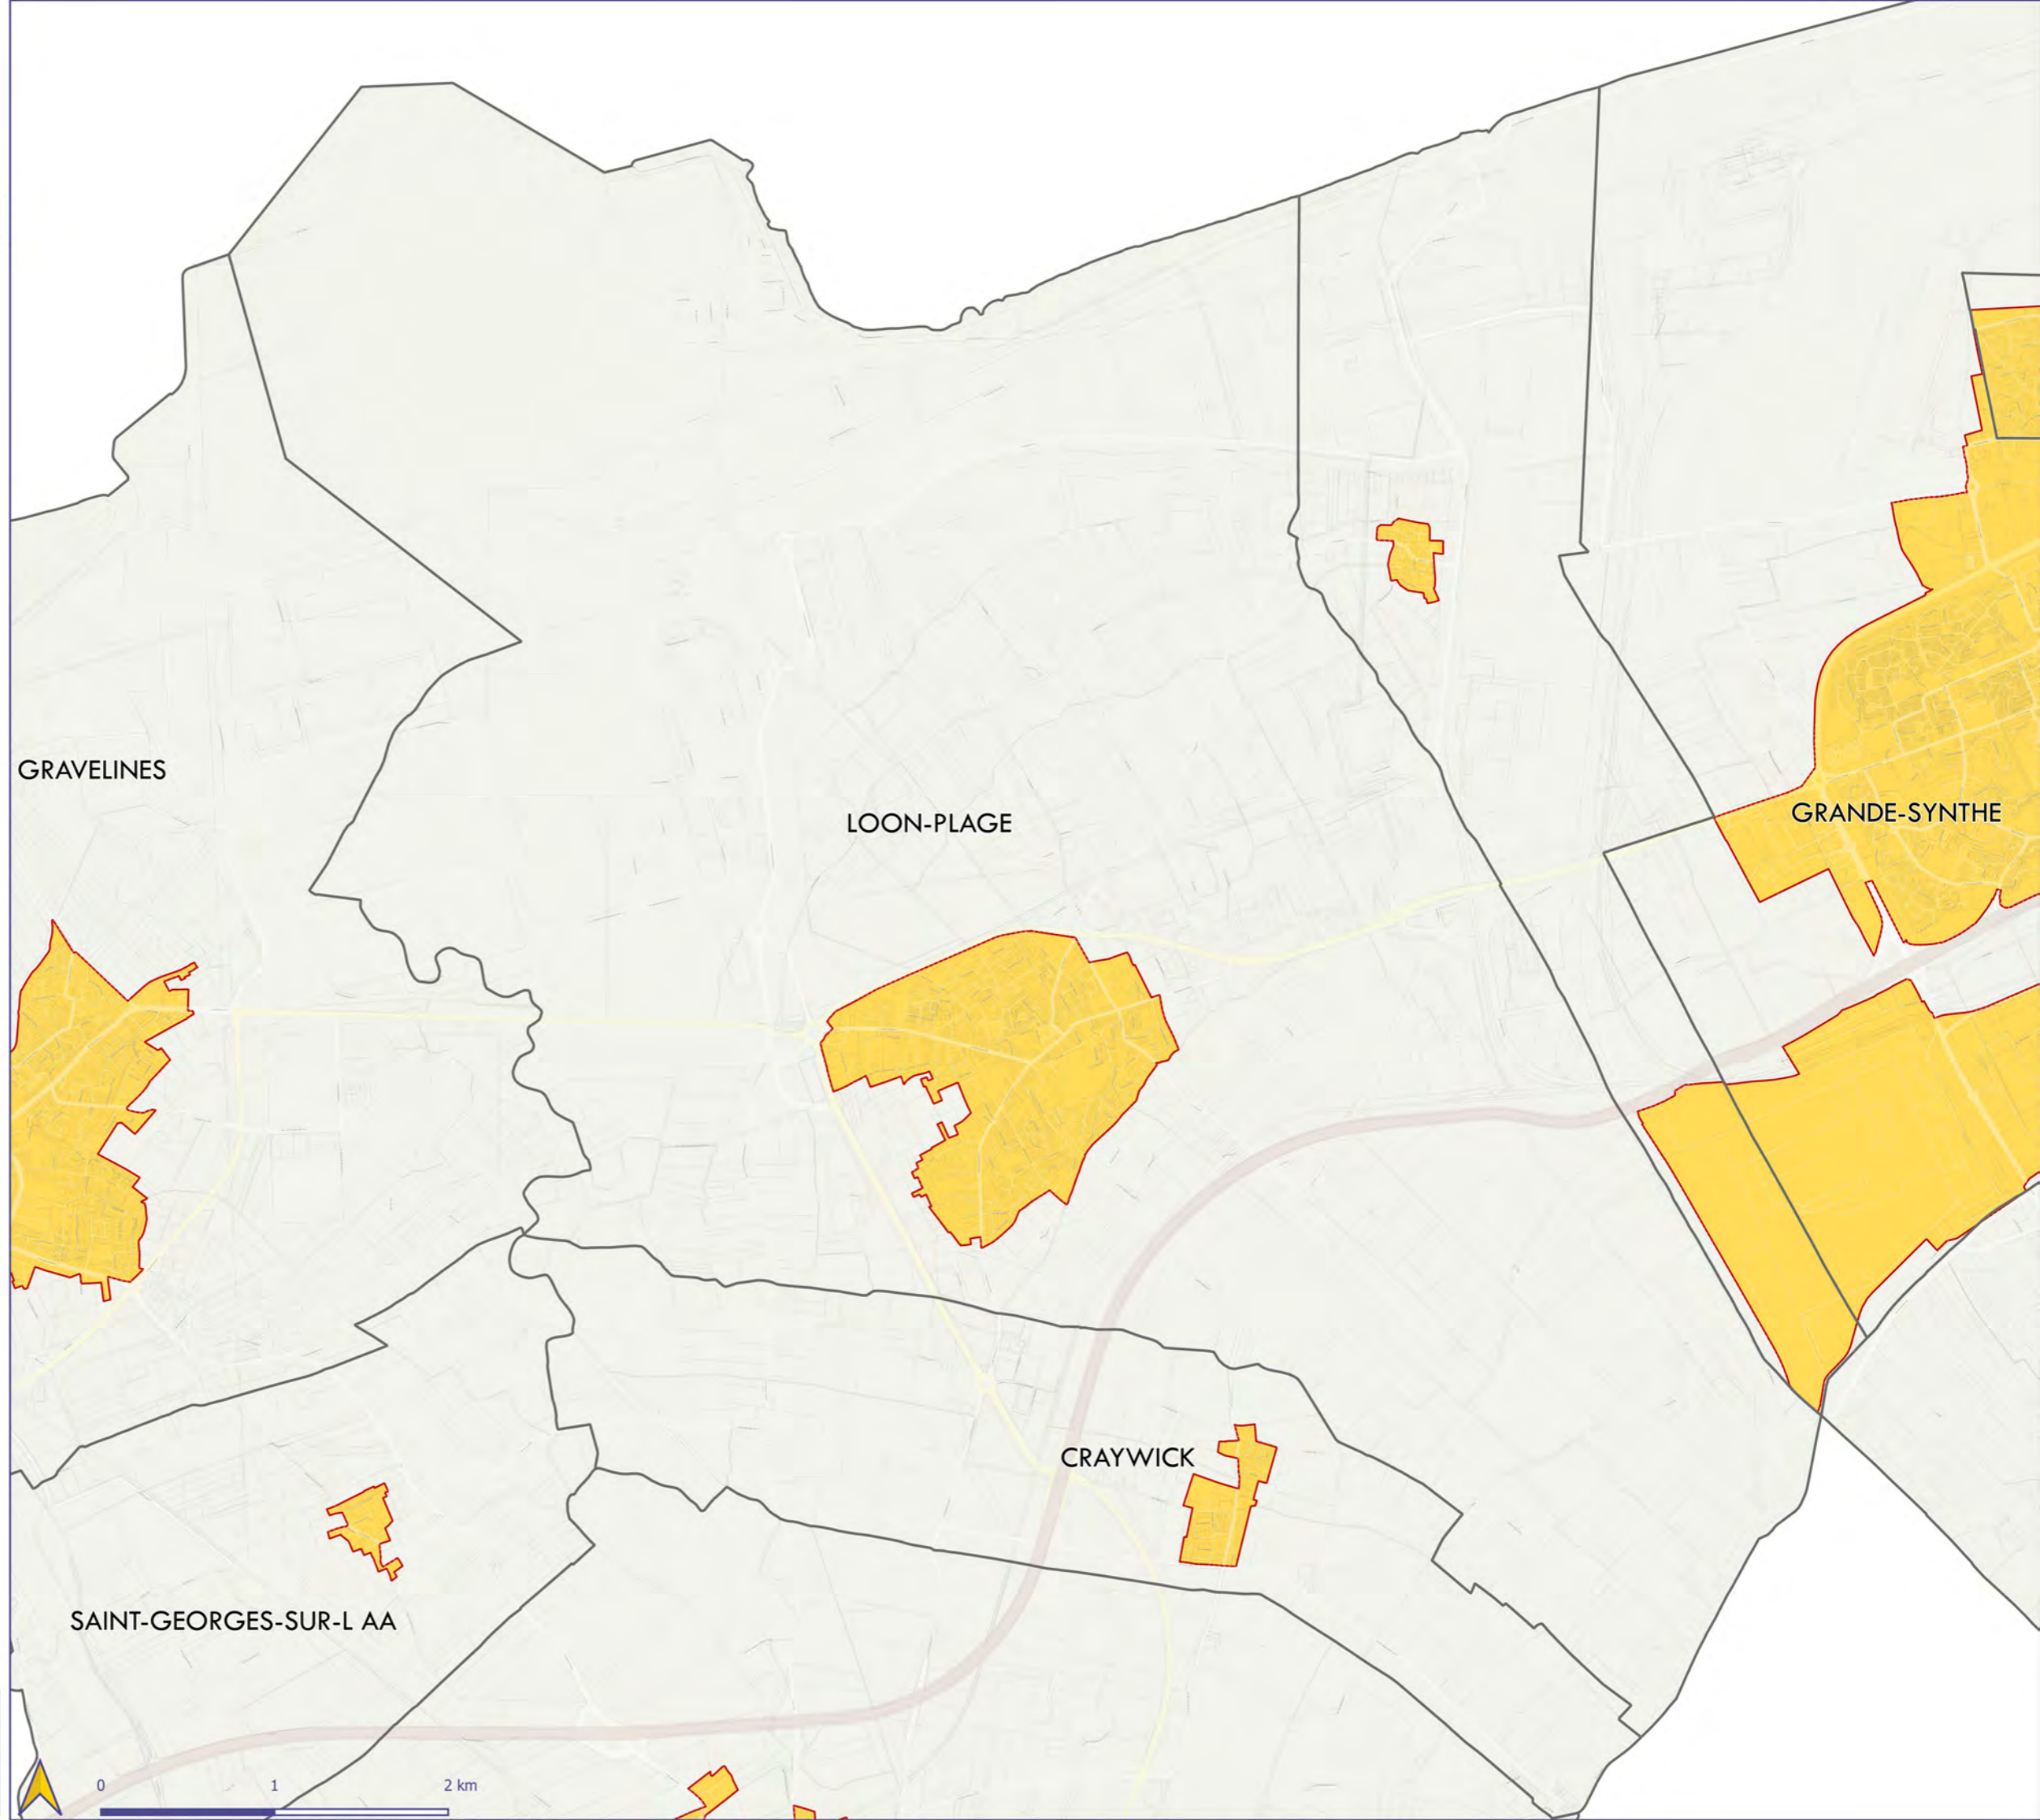 GRAVELINES
LOON-PLAGE
GRANDE-SYNTHE
CRAYWICK
SAINT-GEORGES-SUR-L AA
0 1 2 km